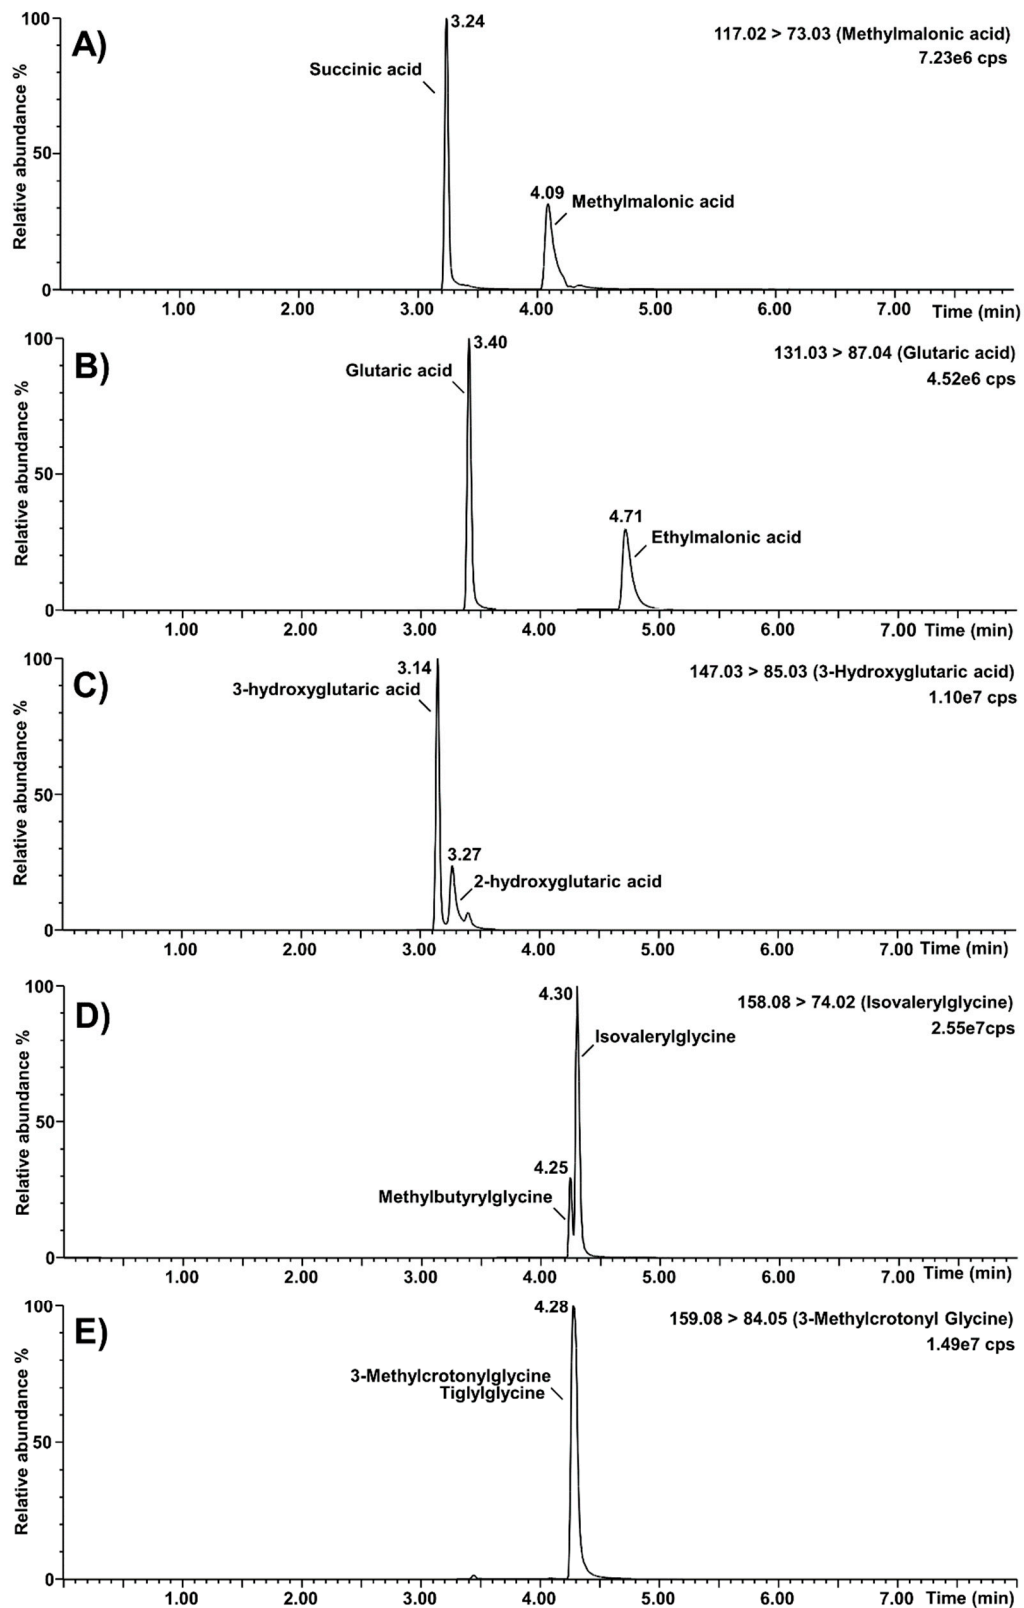 A)
117.02 > 73.03 (Methylmalonic acid)
7.23e6 cps
Relative abundance %
100
50
0
3.24
Succinic acid
4.09
Methylmalonic acid
1.00 2.00 3.00 4.00 5.00 6.00 7.00 Time (min)
B)
131.03 > 87.04 (Glutaric acid)
4.52e6 cps
Relative abundance %
100
50
0
3.40
Glutaric acid
4.71
Ethylmalonic acid
1.00 2.00 3.00 4.00 5.00 6.00 7.00 Time (min)
C)
147.03 > 85.03 (3-Hydroxyglutaric acid)
1.10e7 cps
Relative abundance %
100
50
0
3.14
3-hydroxyglutaric acid
3.27
2-hydroxyglutaric acid
1.00 2.00 3.00 4.00 5.00 6.00 7.00 Time (min)
D)
158.08 > 74.02 (Isovalerylglycine)
2.55e7cps
Relative abundance %
100
50
0
4.30
Isovalerylglycine
4.25
Methylbutyrylglycine
1.00 2.00 3.00 4.00 5.00 6.00 7.00 Time (min)
E)
159.08 > 84.05 (3-Methylcrotonyl Glycine)
1.49e7 cps
Relative abundance %
100
50
0
4.28
3-Methylcrotonylglycine
Tiglylglycine
1.00 2.00 3.00 4.00 5.00 6.00 7.00 Time (min)